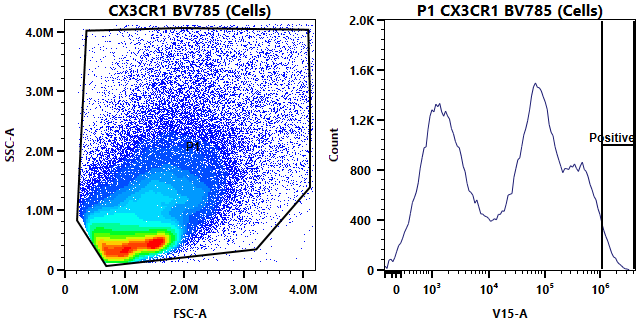 CX3CR1 BV785 (Cells)
4.0M
3.0M
2.0M
1.0M
0
SSC-A
P1
0
1.0M
2.0M
3.0M
4.0M
FSC-A
P1 CX3CR1 BV785 (Cells)
2.0K
1.6K
1.2K
800
400
0
Count
Positive
0
10³
10⁴
10⁵
10⁶
V15-A